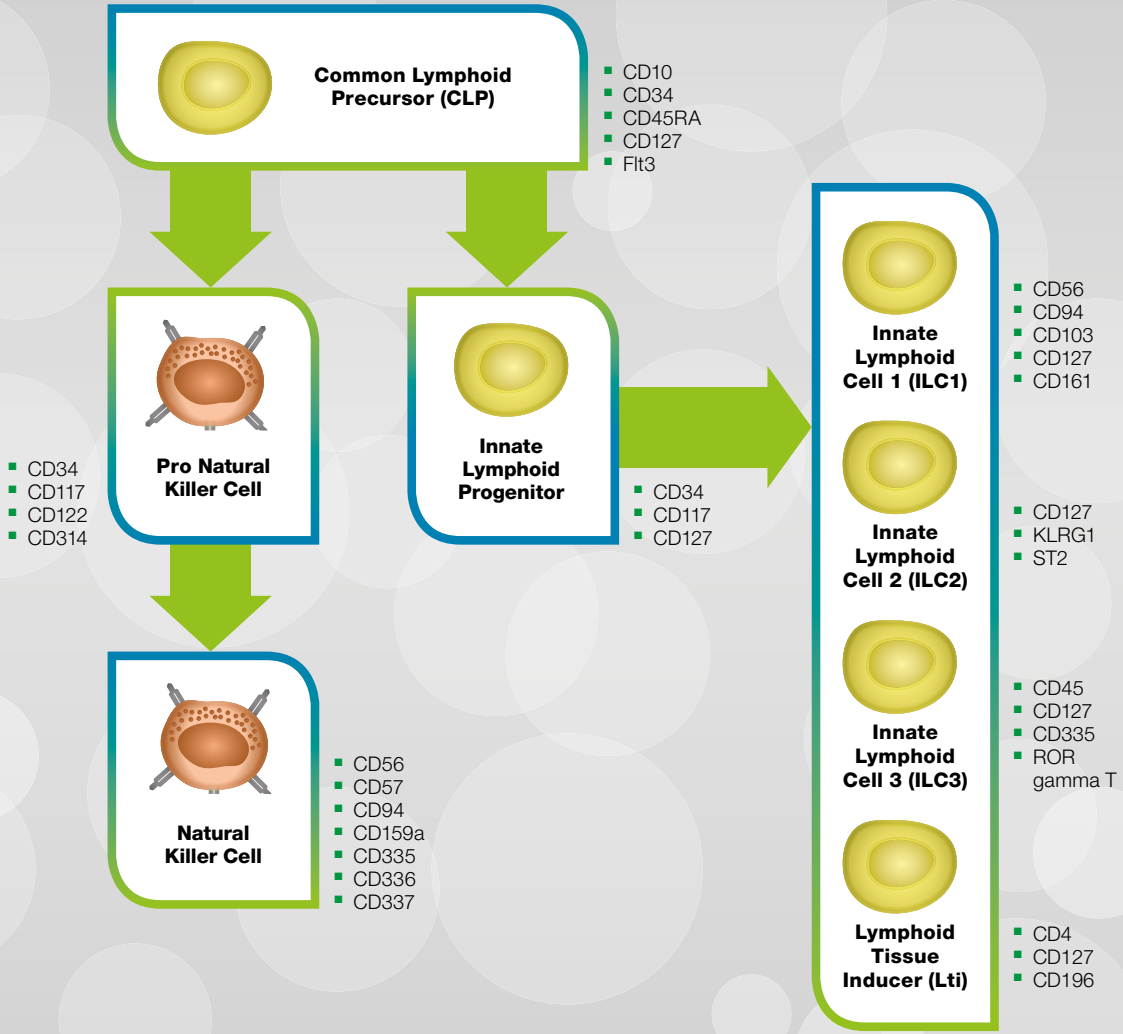 Common Lymphoid
Precursor (CLP)
CD10
CD34
CD45RA
CD127
Flt3
Pro Natural
Killer Cell
CD34
CD117
CD122
CD314
Innate
Lymphoid
Progenitor
CD34
CD117
CD127
Natural
Killer Cell
CD56
CD57
CD94
CD159a
CD335
CD336
CD337
Innate
Lymphoid
Cell 1 (ILC1)
CD56
CD94
CD103
CD127
CD161
Innate
Lymphoid
Cell 2 (ILC2)
CD127
KLRG1
ST2
Innate
Lymphoid
Cell 3 (ILC3)
CD45
CD127
CD335
ROR
gamma T
Lymphoid
Tissue
Inducer (Lti)
CD4
CD127
CD196